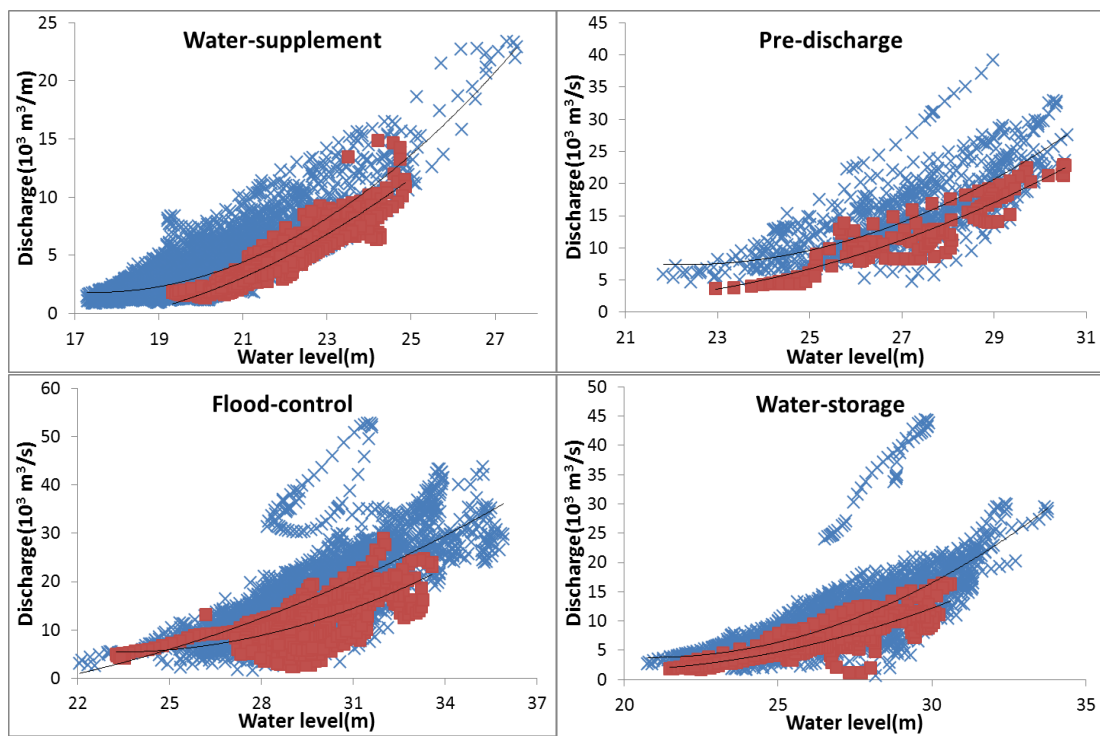 Water-supplement
Discharge(10³ m³/m)
25
20
15
10
5
0
17 19 21 23 25 27
Water level(m)
Pre-discharge
Discharge(10³ m³/s)
45
40
35
30
25
20
15
10
5
0
21 23 25 27 29 31
Water level(m)
Flood-control
Discharge(10³ m³/s)
60
50
40
30
20
10
0
22 25 28 31 34 37
Water level(m)
Water-storage
Discharge(10³ m³/s)
50
45
40
35
30
25
20
15
10
5
0
20 25 30 35
Water level(m)